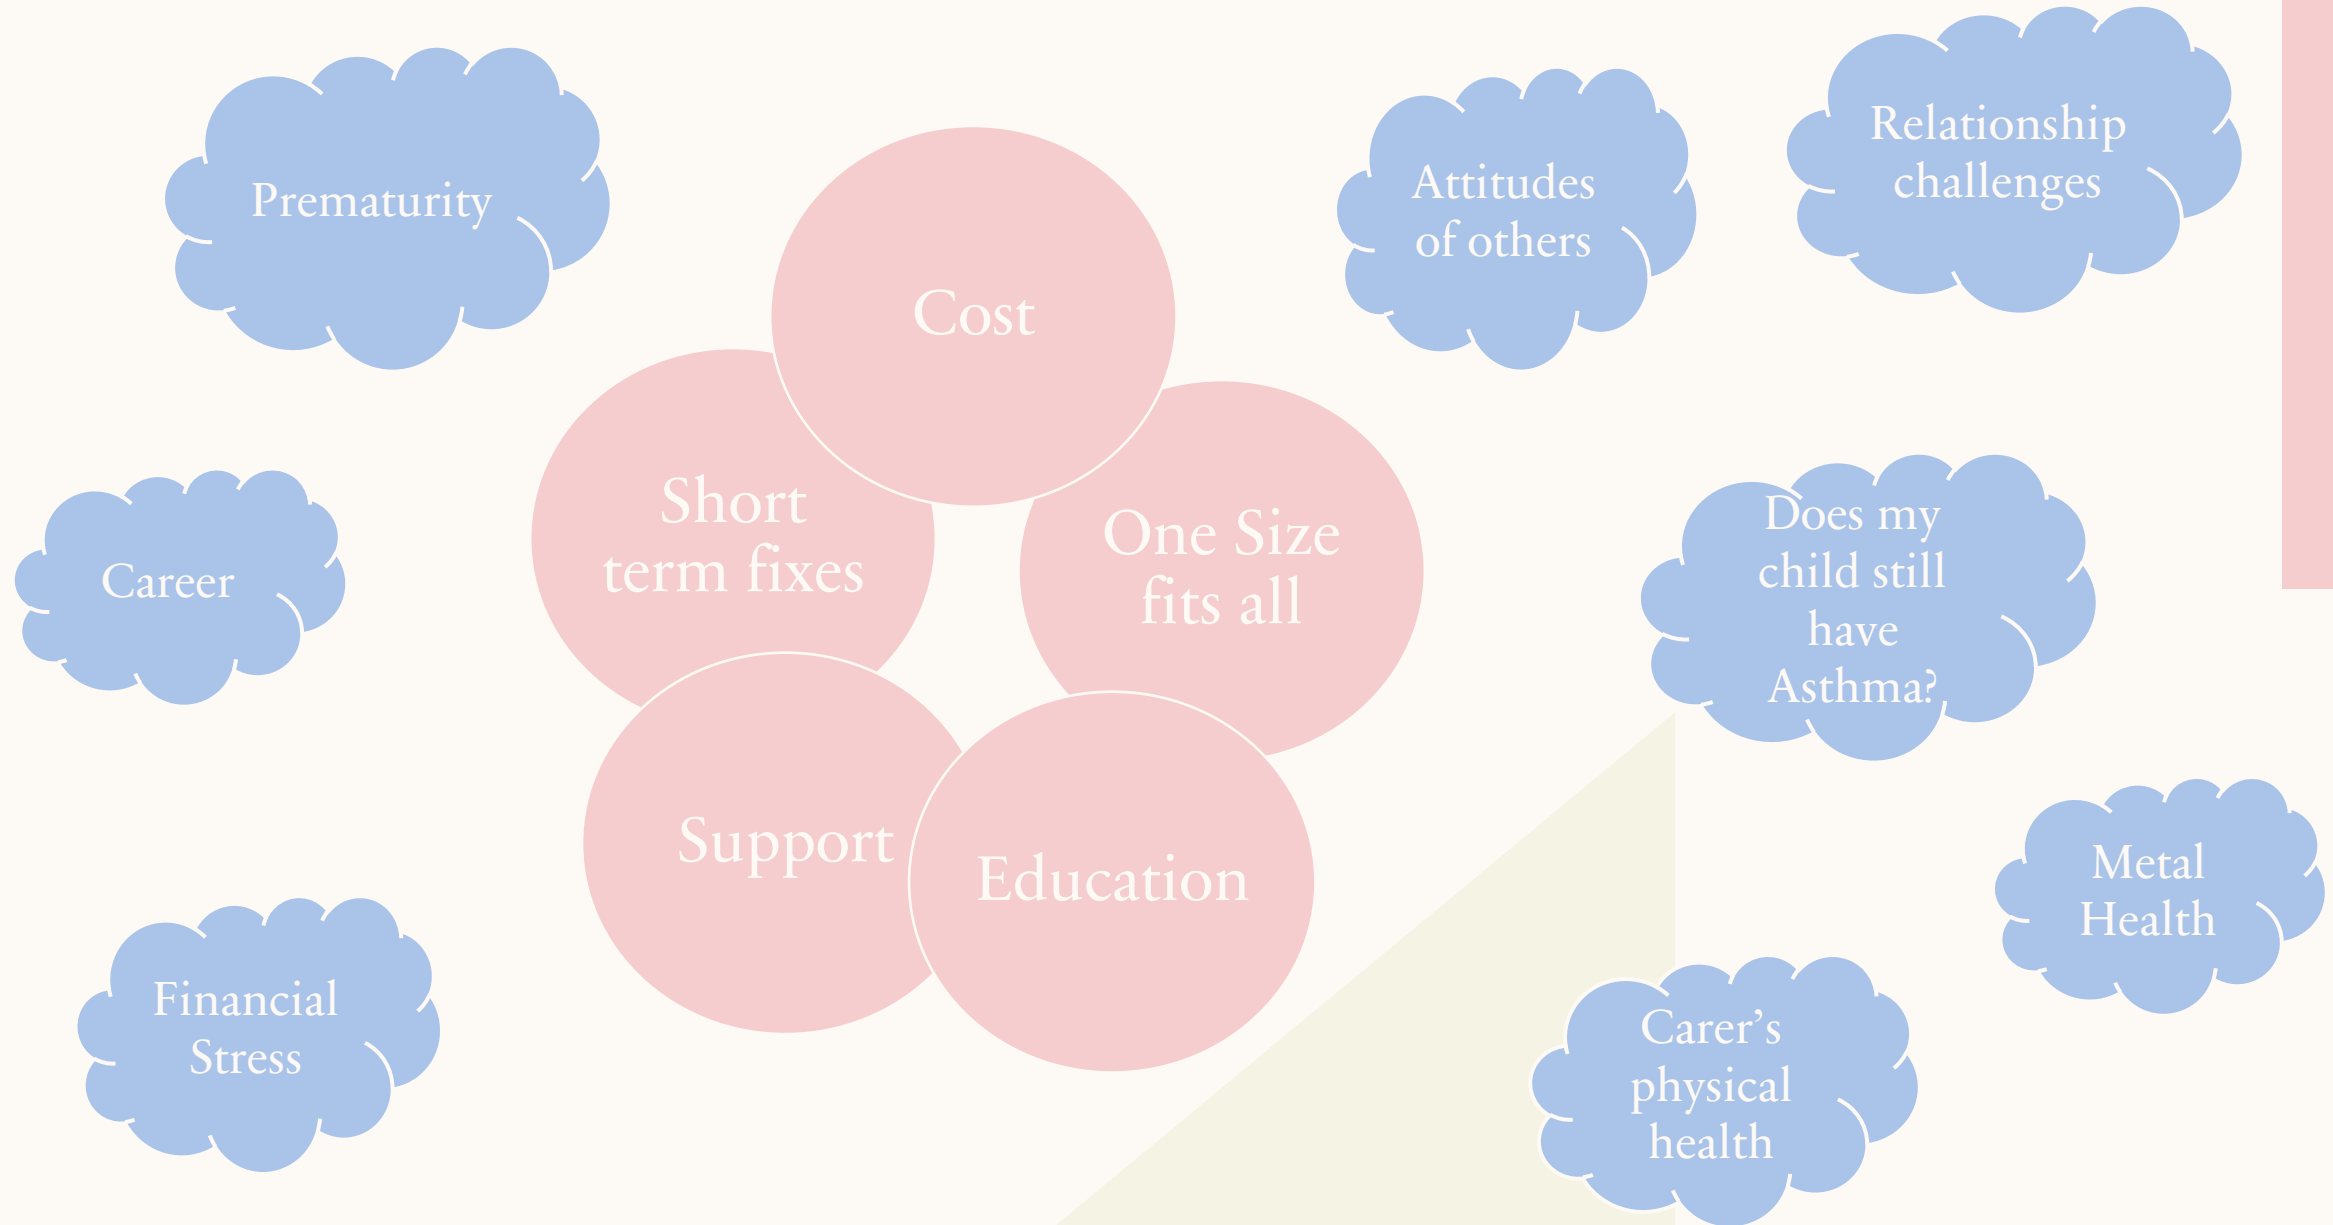 Prematurity
Cost
Attitudes
of others
Relationship
challenges
Short
term fixes
One Size
fits all
Career
Does my
child still
have
Asthma?
Support
Education
Metal
Health
Financial
Stress
Carer’s
physical
health